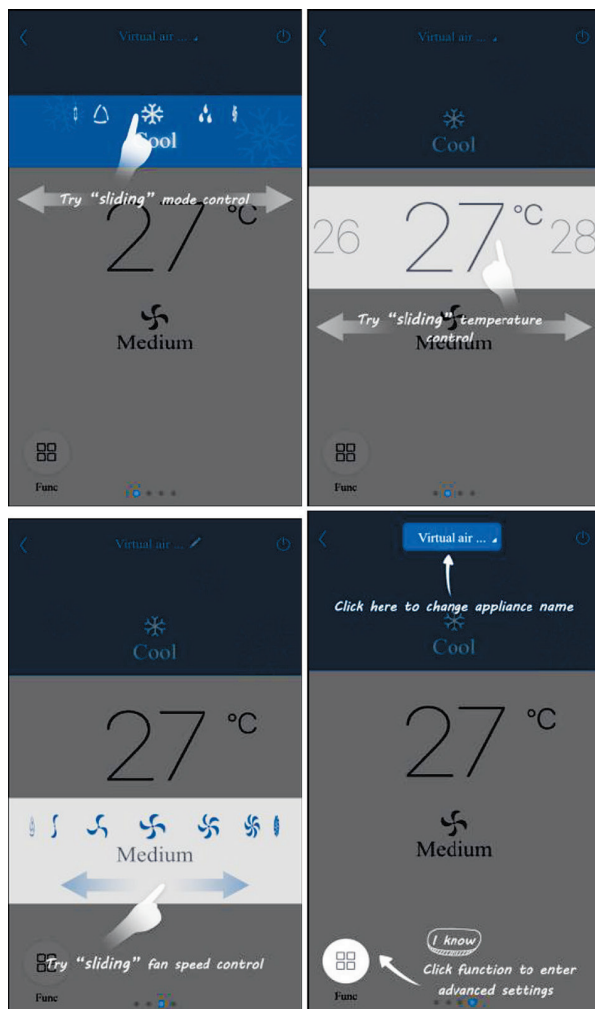 Virtual air ...
Cool
Try “sliding” mode control
27 °C
Medium
Func
Virtual air ...
Cool
26 27 °C 28
Try “sliding” temperature
control
Medium
Func
Virtual air ...
Cool
27 °C
Medium
Try “sliding” fan speed control
Func
Virtual air ...
Click here to change appliance name
Cool
27 °C
Medium
I know
Click function to enter
advanced settings
Func